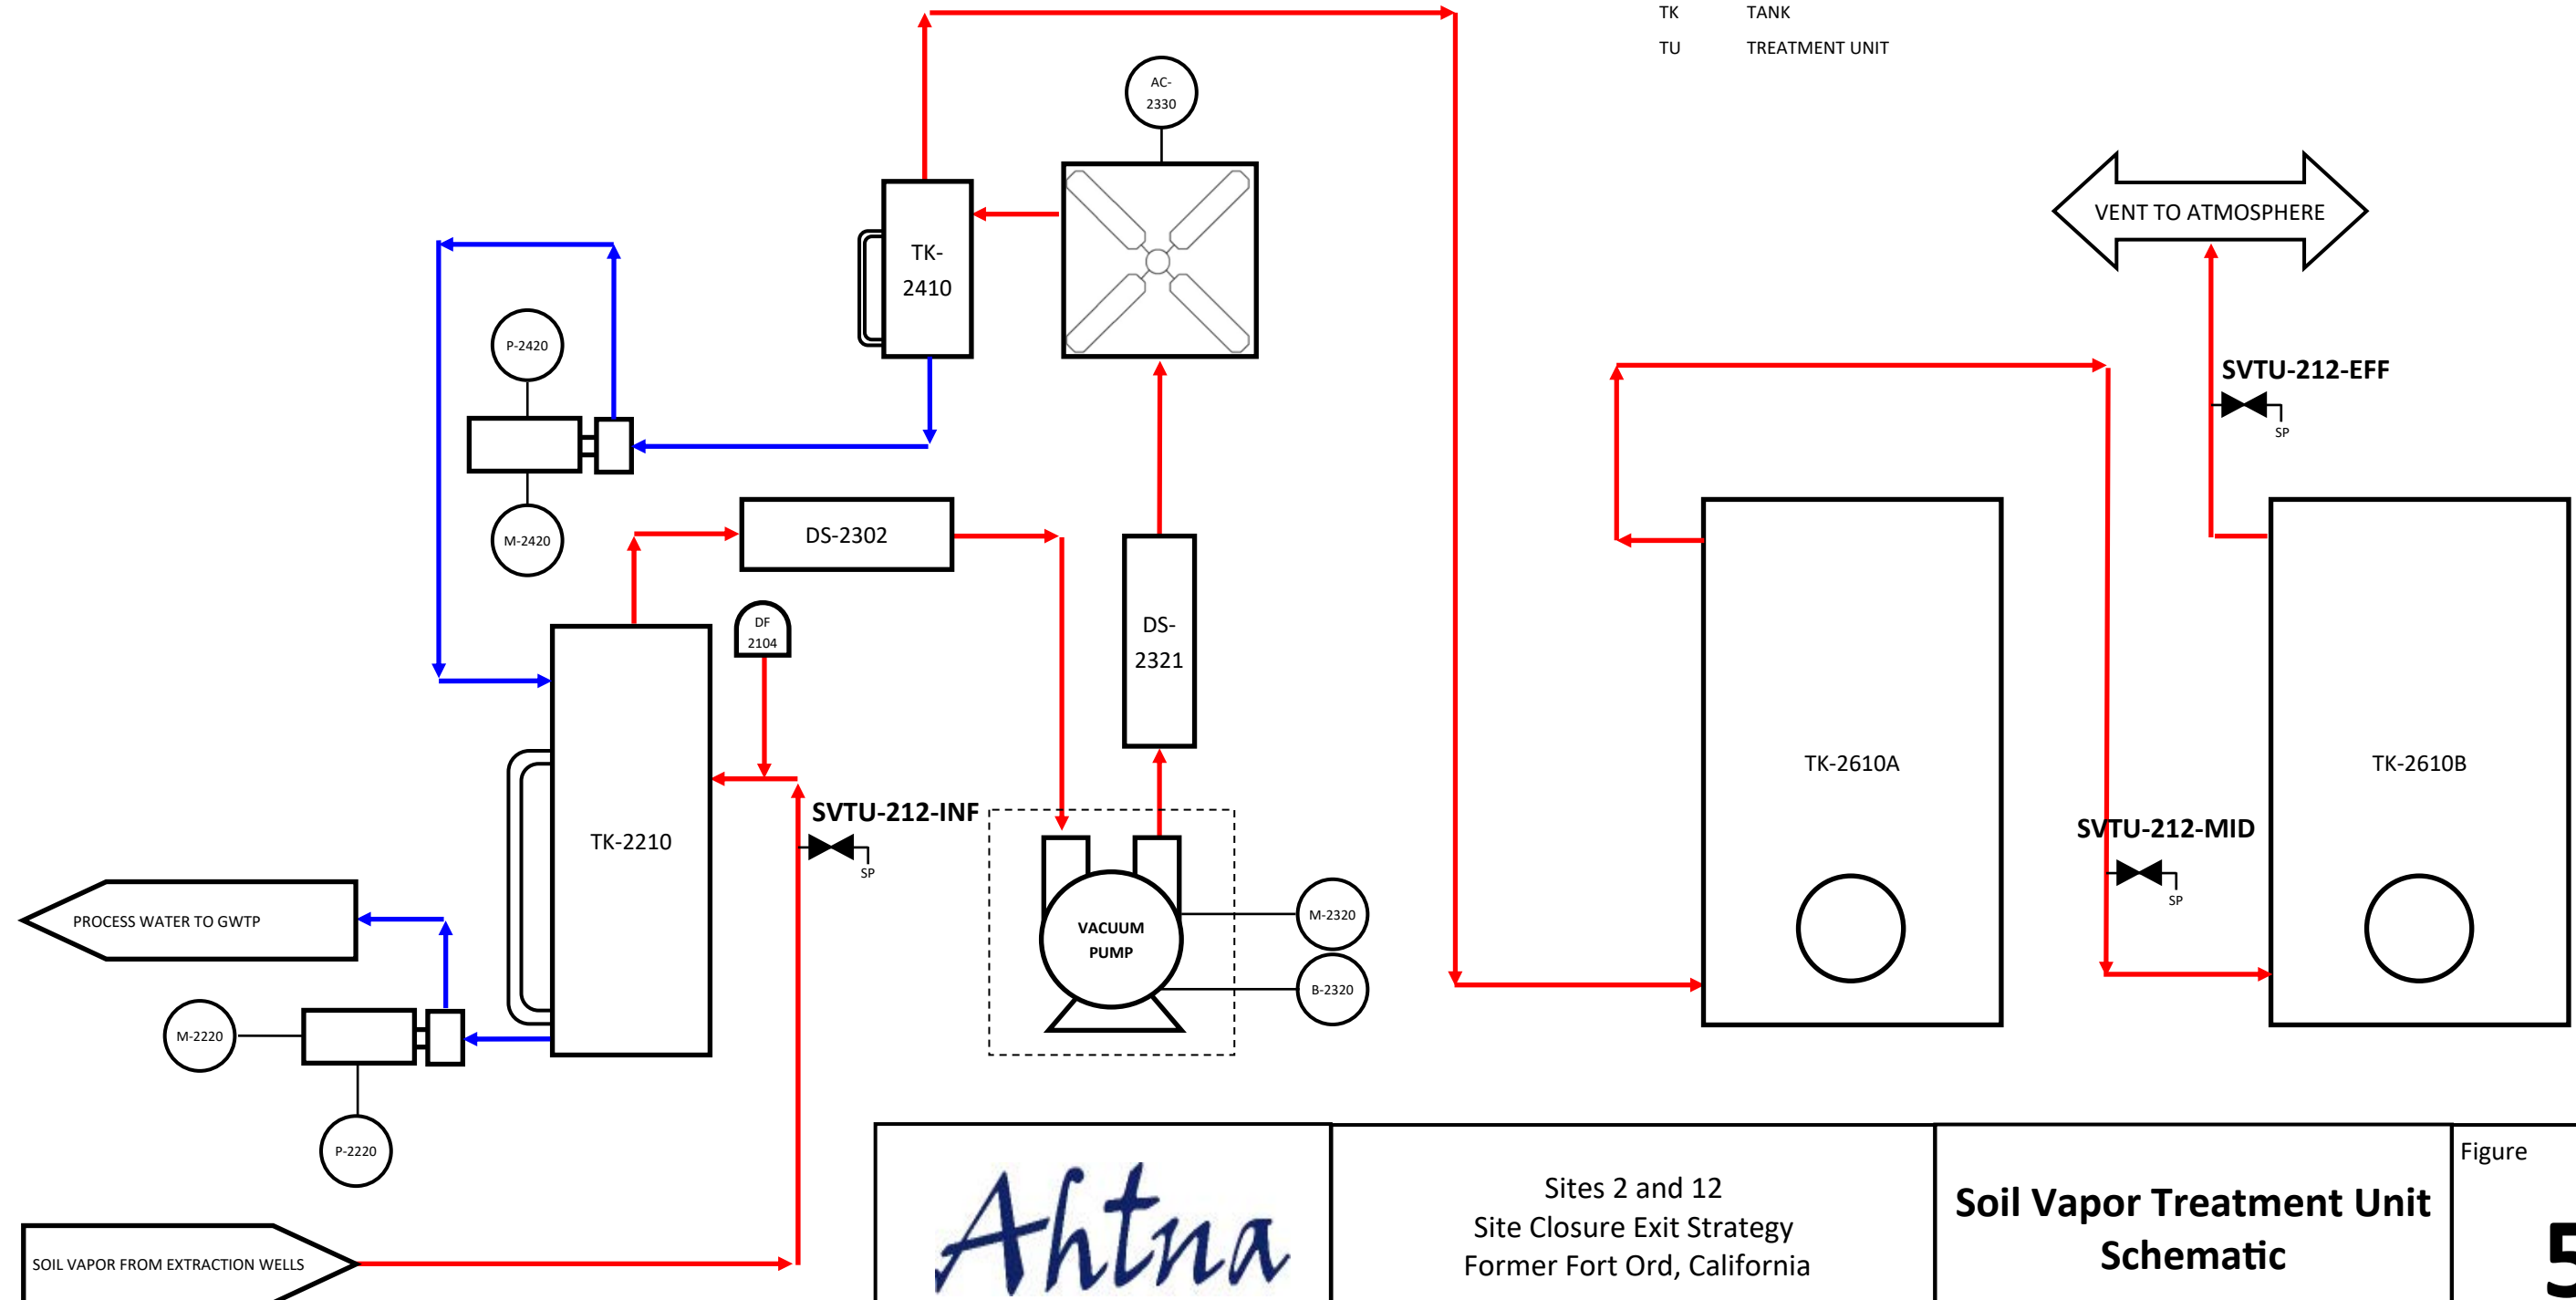 TK TANK
TU TREATMENT UNIT
AC-
2330
VENT TO ATMOSPHERE
TK-
2410
P-2420
SVTU-212-EFF
SP
M-2420
DS-2302
DF
2104
DS-
2321
TK-2610A
TK-2610B
SVTU-212-INF
SP
TK-2210
SVTU-212-MID
SP
PROCESS WATER TO GWTP
VACUUM
PUMP
M-2320
B-2320
M-2220
P-2220
SOIL VAPOR FROM EXTRACTION WELLS
Ahtna
Sites 2 and 12
Site Closure Exit Strategy
Former Fort Ord, California
Soil Vapor Treatment Unit
Schematic
Figure
5